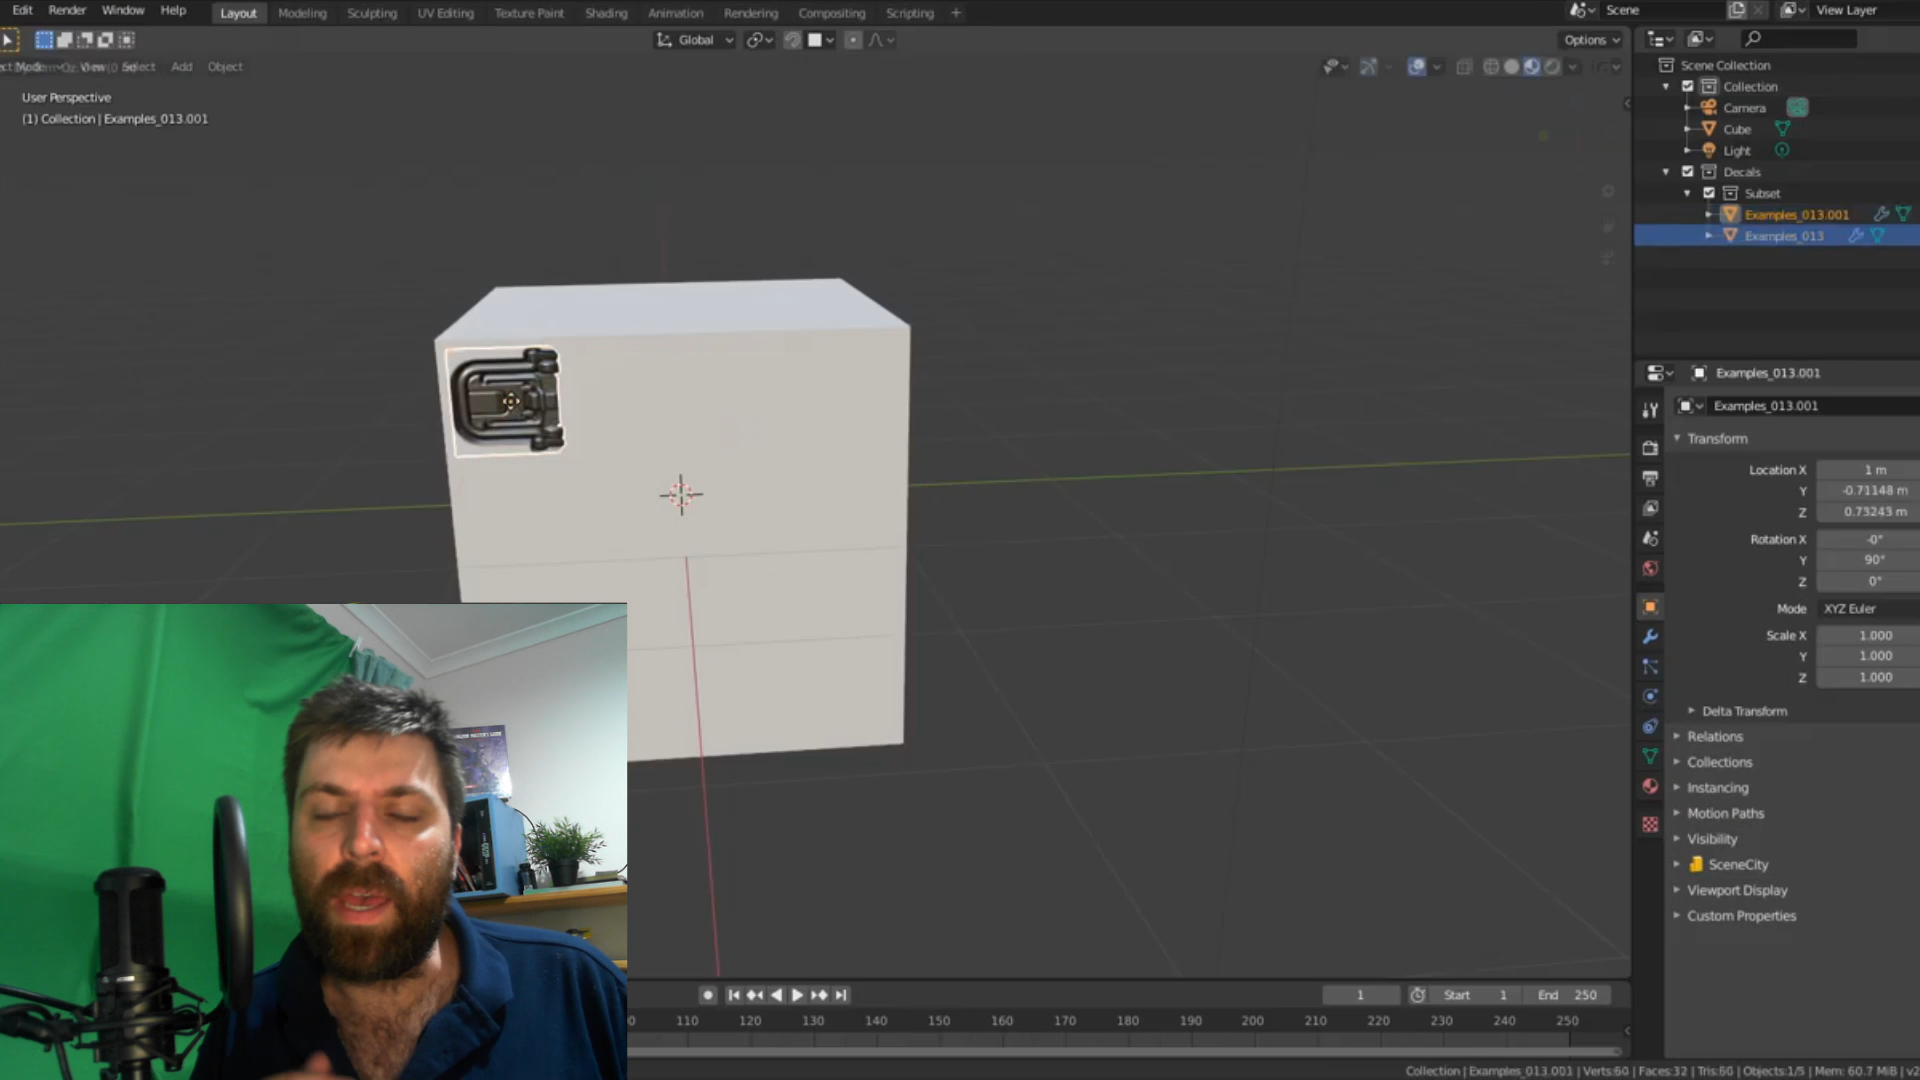 Edit Render Window Help Layout Modeling Sculpting UV Editing Texture Paint Shading Animation Rendering Compositing Scripting + Scene View Layer
Global Options
View Select Add Object
User Perspective
(1) Collection | Examples_013.001
Scene Collection
Collection
Camera
Cube
Light
Decals
Subset
Examples_013.001
Examples_013
Examples_013.001
Examples_013.001
Transform
Location X 1 m
Y -0.71148 m
Z 0.73243 m
Rotation X -0°
Y 90°
Z 0°
Mode XYZ Euler
Scale X 1.000
Y 1.000
Z 1.000
Delta Transform
Relations
Collections
Instancing
Motion Paths
Visibility
SceneCity
Viewport Display
Custom Properties
1 Start 1 End 250
0 110 120 130 140 150 160 170 180 190 200 210 220 230 240 250
Collection | Examples_013.001 | Verts:60 | Faces:32 | Tris:60 | Objects:1/5 | Mem: 60.7 MiB | v2